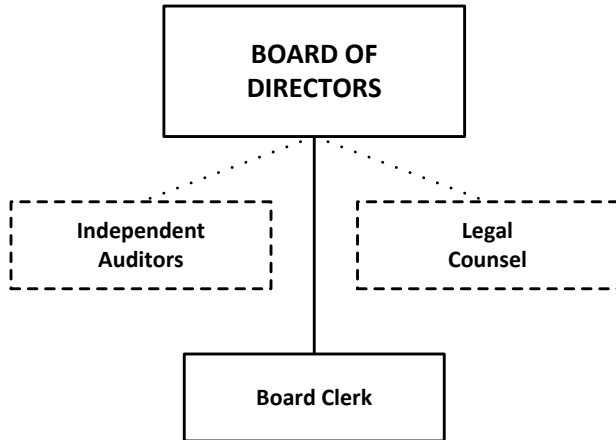 BOARD OF
DIRECTORS
Independent
Auditors
Legal
Counsel
Board Clerk